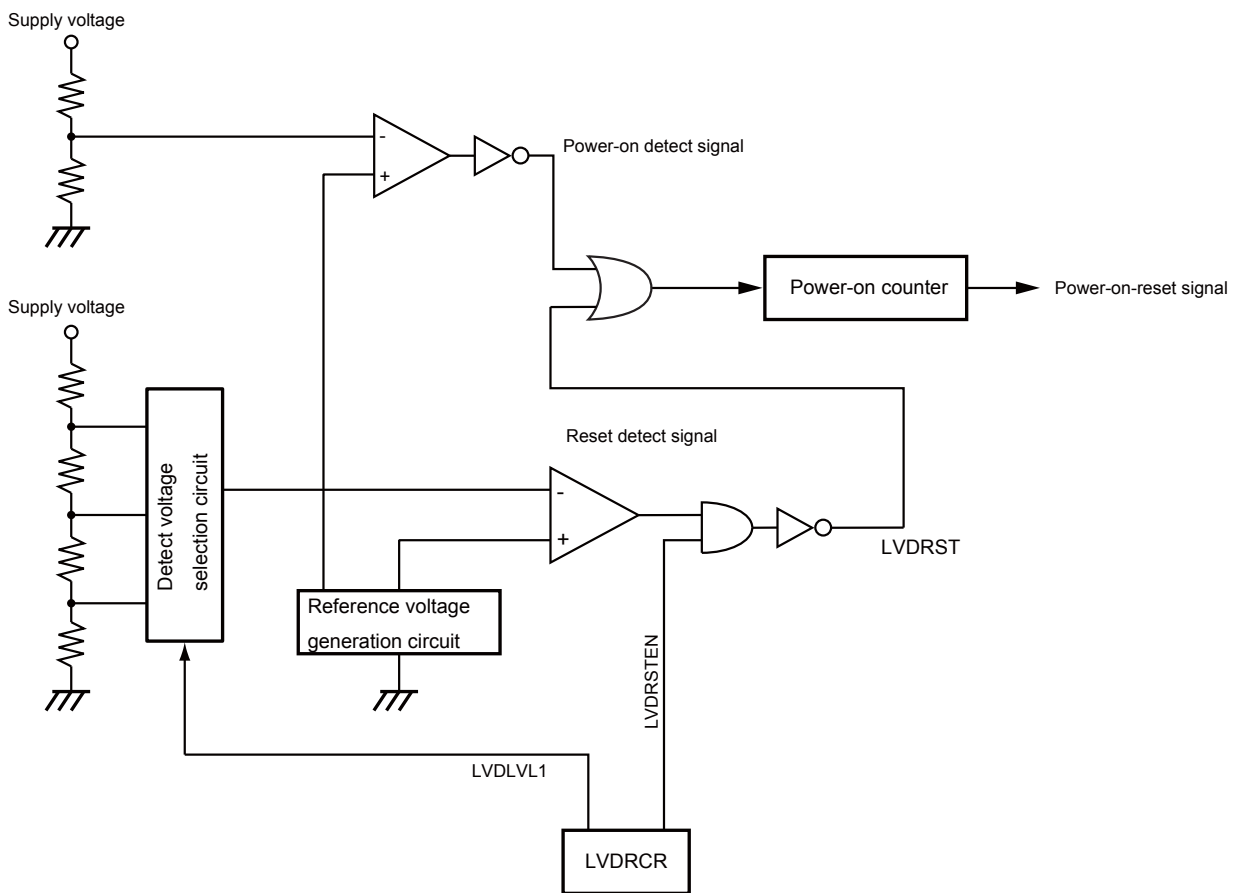 Supply voltage
-
+
Power-on detect signal
Power-on counter
Power-on-reset signal
Supply voltage
Detect voltage
selection circuit
Reset detect signal
-
+
LVDRST
Reference voltage
generation circuit
LVDRSTEN
LVDLVL1
LVDRCR